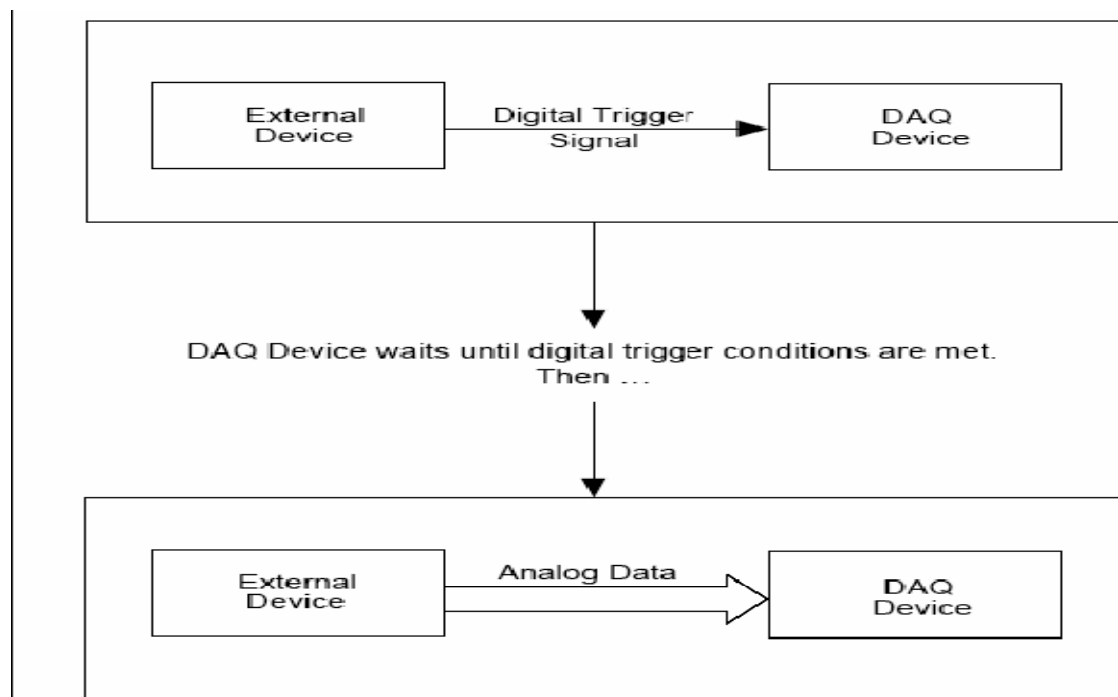 External
Device
Digital Trigger
Signal
DAQ
Device
DAQ Device waits until digital trigger conditions are met.
Then ...
External
Device
Analog Data
DAQ
Device